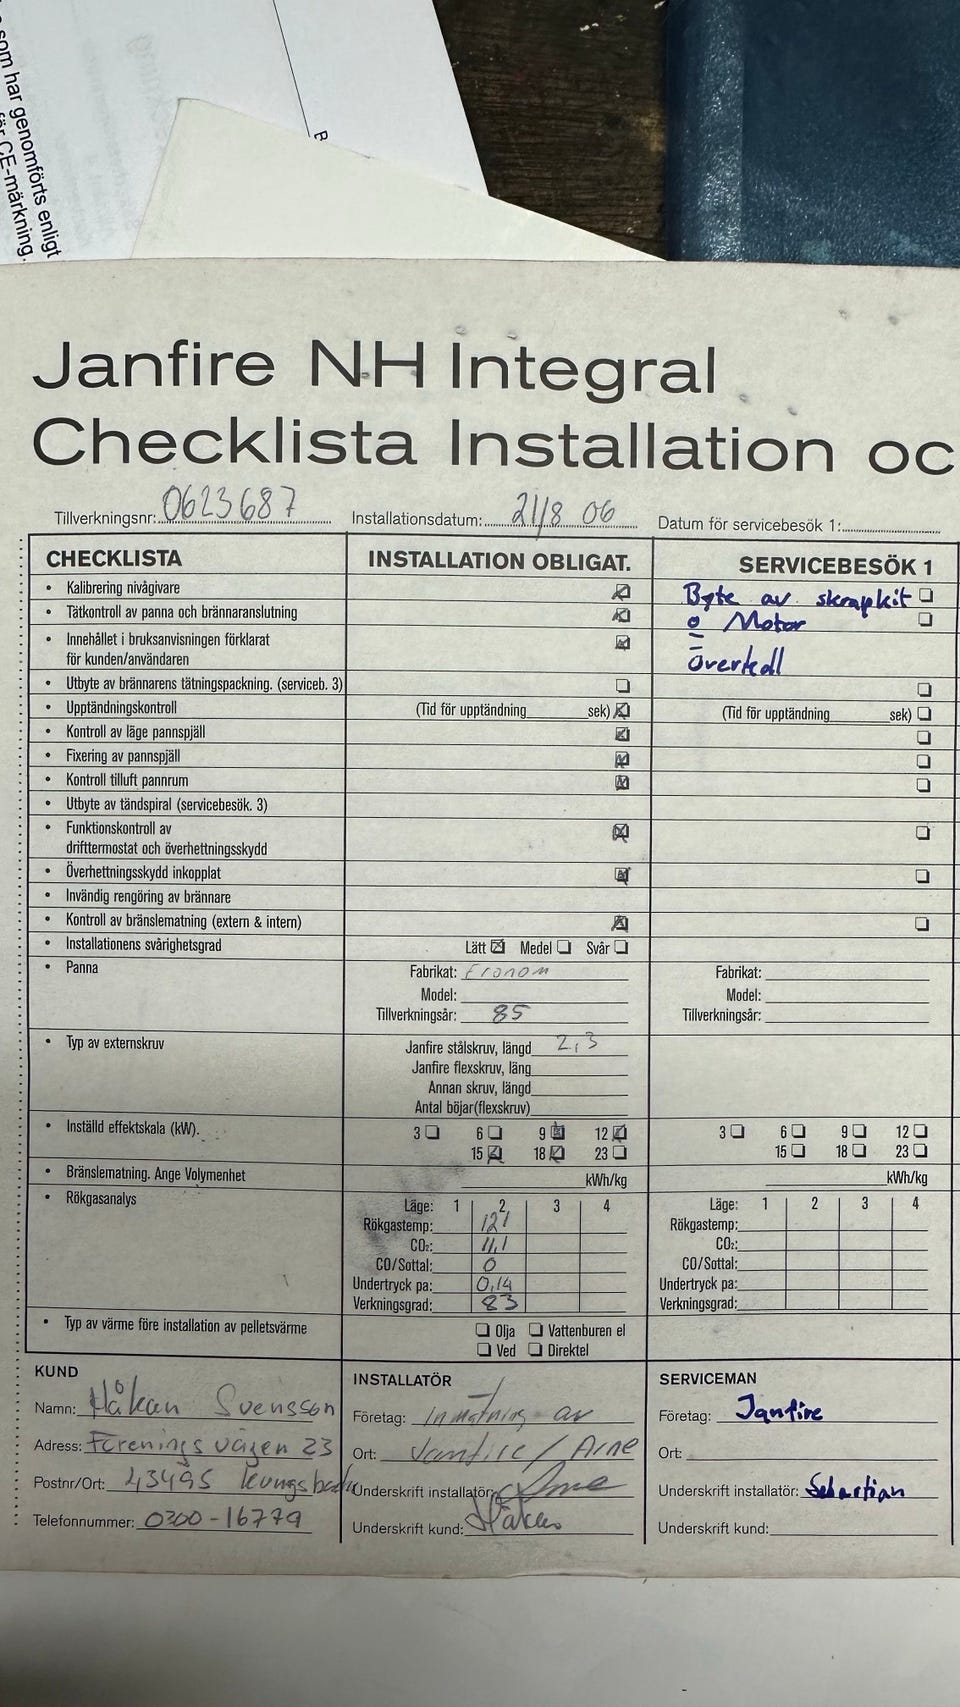 som har genomförts enligt
för CE-märkning.
Janfire NH Integral
Checklista Installation oc
Tillverkningsnr: 0623687 Installationsdatum: 21/8 06 Datum för servicebesök 1:
CHECKLISTA INSTALLATION OBLIGAT. SERVICEBESÖK 1
• Kalibrering nivågivare Byte av skrapkit
• Tätkontroll av panna och brännaranslutning o Motor
• Innehållet i bruksanvisningen förklarat
för kunden/användaren
• Utbyte av brännarens tätningspackning. (serviceb. 3)
• Upptändningskontroll (Tid för upptändning sek) (Tid för upptändning sek)
• Kontroll av läge pannspjäll
• Fixering av pannspjäll
• Kontroll tilluft pannrum
• Utbyte av tändspiral (servicebesök. 3)
• Funktionskontroll av
drifttermostat och överhettningsskydd
• Överhettningsskydd inkopplat
• Invändig rengöring av brännare
• Kontroll av bränslematning (extern & intern)
• Installationens svårighetsgrad Lätt Medel Svår
• Panna Fabrikat: Fabrikat:
Model: Model:
Tillverkningsår: 85 Tillverkningsår:
• Typ av externskruv Janfire stålskruv, längd 2,3
Janfire flexskruv, läng
Annan skruv, längd
Antal böjar(flexskruv)
• Inställd effektskala (kW). 3 6 9 12 3 6 9 12
15 18 23 15 18 23
• Bränslematning. Ange Volymenhet kWh/kg kWh/kg
• Rökgasanalys Läge: 1 2 3 4 Läge: 1 2 3 4
Rökgastemp: 121 Rökgastemp:
CO₂: 11,1 CO₂:
CO/Sottal: 0 CO/Sottal:
Undertryck pa: 0,14 Undertryck pa:
Verkningsgrad: 83 Verkningsgrad:
• Typ av värme före installation av pelletsvärme Olja Vattenburen el
Ved Direktel
KUND INSTALLATÖR SERVICEMAN
Namn: Håkan Svensson Företag: Inmätning av Företag: Janfire
Adress: Förenings vägen 23 Ort: Janfire / Arne Ort:
Postnr/Ort: 43495 Kungsbacka Underskrift installatör: Arne Underskrift installatör: Sebastian
Telefonnummer: 0300-16779 Underskrift kund: Håkan Underskrift kund: